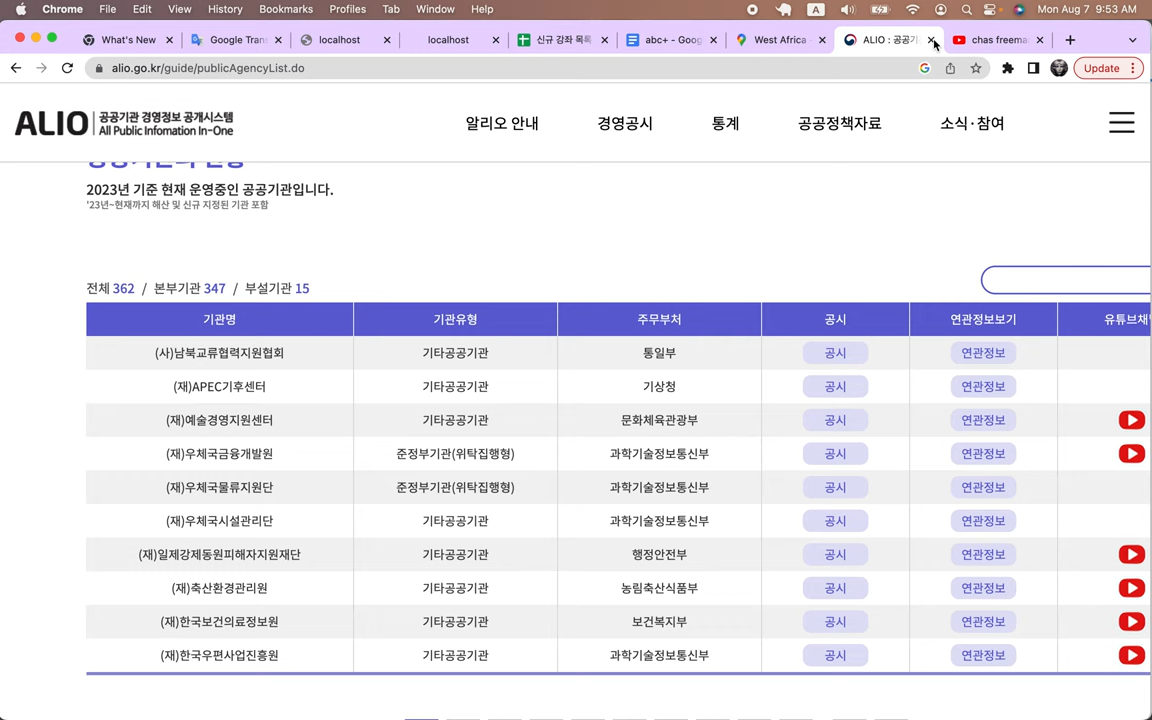 Chrome File Edit View History Bookmarks Profiles Tab Window Help A Mon Aug 7 9:53 AM
What's New Google Tran localhost localhost 신규 강좌 목록 abc+ - Goog West Africa ALIO : 공공기 chas freema
alio.go.kr/guide/publicAgencyList.do Update
ALIO 공공기관 경영정보 공개시스템
All Public Infomation In-One
알리오 안내 경영공시 통계 공공정책자료 소식·참여
2023년 기준 현재 운영중인 공공기관입니다.
'23년~현재까지 해산 및 신규 지정된 기관 포함
전체 362 / 본부기관 347 / 부설기관 15
기관명 기관유형 주무부처 공시 연관정보보기 유튜브채널
(사)남북교류협력지원협회 기타공공기관 통일부 공시 연관정보
(재)APEC기후센터 기타공공기관 기상청 공시 연관정보
(재)예술경영지원센터 기타공공기관 문화체육관광부 공시 연관정보
(재)우체국금융개발원 준정부기관(위탁집행형) 과학기술정보통신부 공시 연관정보
(재)우체국물류지원단 준정부기관(위탁집행형) 과학기술정보통신부 공시 연관정보
(재)우체국시설관리단 기타공공기관 과학기술정보통신부 공시 연관정보
(재)일제강제동원피해자지원재단 기타공공기관 행정안전부 공시 연관정보
(재)축산환경관리원 기타공공기관 농림축산식품부 공시 연관정보
(재)한국보건의료정보원 기타공공기관 보건복지부 공시 연관정보
(재)한국우편사업진흥원 기타공공기관 과학기술정보통신부 공시 연관정보